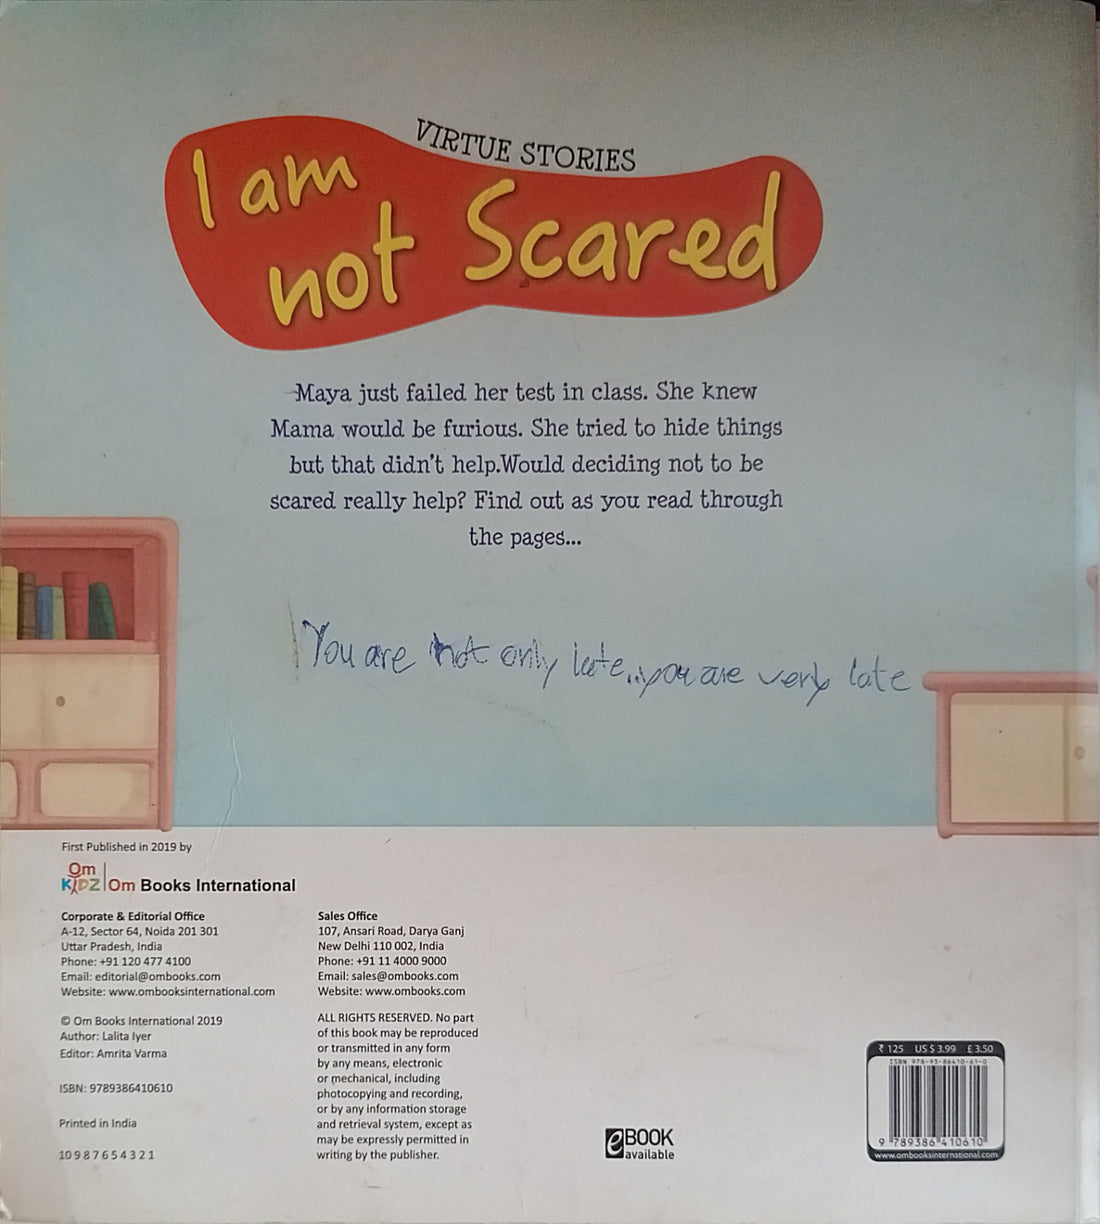 VIRTUE STORIES
I am
not Scared
Maya just failed her test in class. She knew
Mama would be furious. She tried to hide things
but that didn't help.Would deciding not to be
scared really help? Find out as you read through
the pages...
You are not only late...you are very late
First Published in 2019 by
Om
KIDZ Om Books International
Corporate & Editorial Office
A-12, Sector 64, Noida 201 301
Uttar Pradesh, India
Phone: +91 120 477 4100
Email: editorial@ombooks.com
Website: www.ombooksinternational.com
© Om Books International 2019
Author: Lalita Iyer
Editor: Amrita Varma
ISBN: 9789386410610
Printed in India
10 9 8 7 6 5 4 3 2 1
Sales Office
107, Ansari Road, Darya Ganj
New Delhi 110 002, India
Phone: +91 11 4000 9000
Email: sales@ombooks.com
Website: www.ombooks.com
ALL RIGHTS RESERVED. No part
of this book may be reproduced
or transmitted in any form
by any means, electronic
or mechanical, including
photocopying and recording,
or by any information storage
and retrieval system, except as
may be expressly permitted in
writing by the publisher.
eBOOK
available
₹ 125 US $ 3.99 £ 3.50
ISBN 978-93-86410-61-0
9 789386 410610
www.ombooksinternational.com